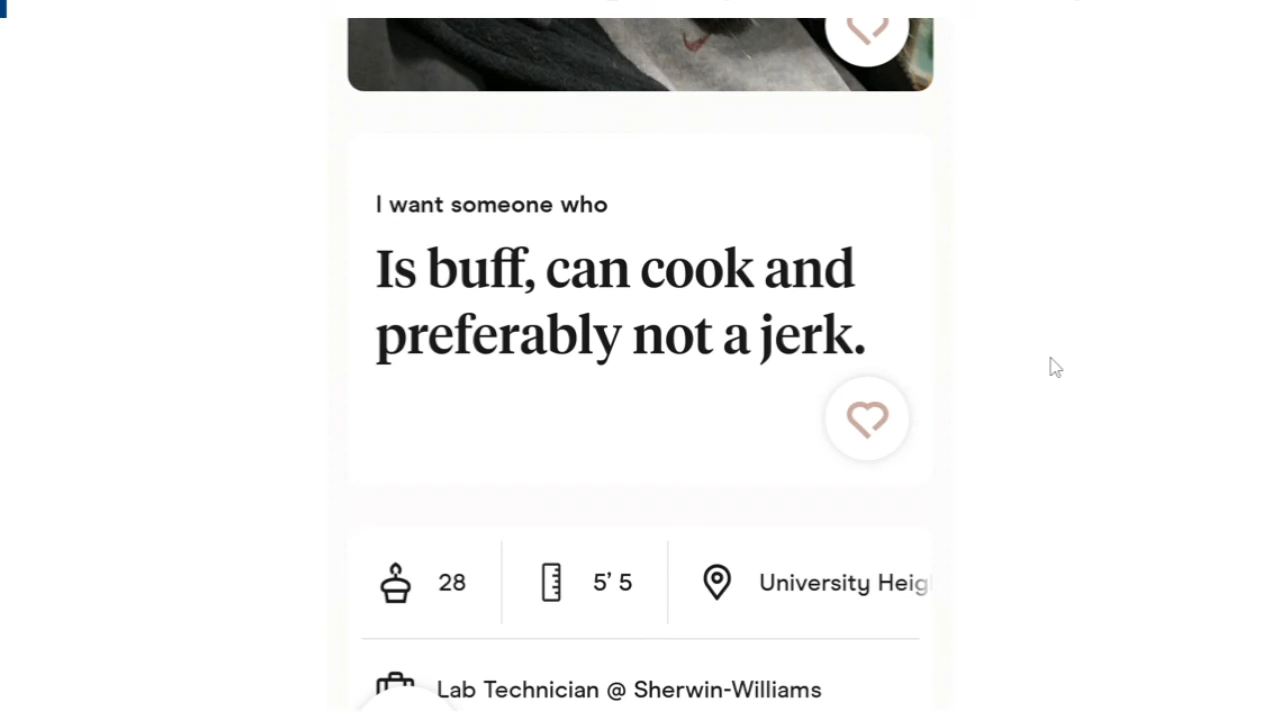 I want someone who
Is buff, can cook and
preferably not a jerk.
28
5' 5
University Heig
Lab Technician @ Sherwin-Williams